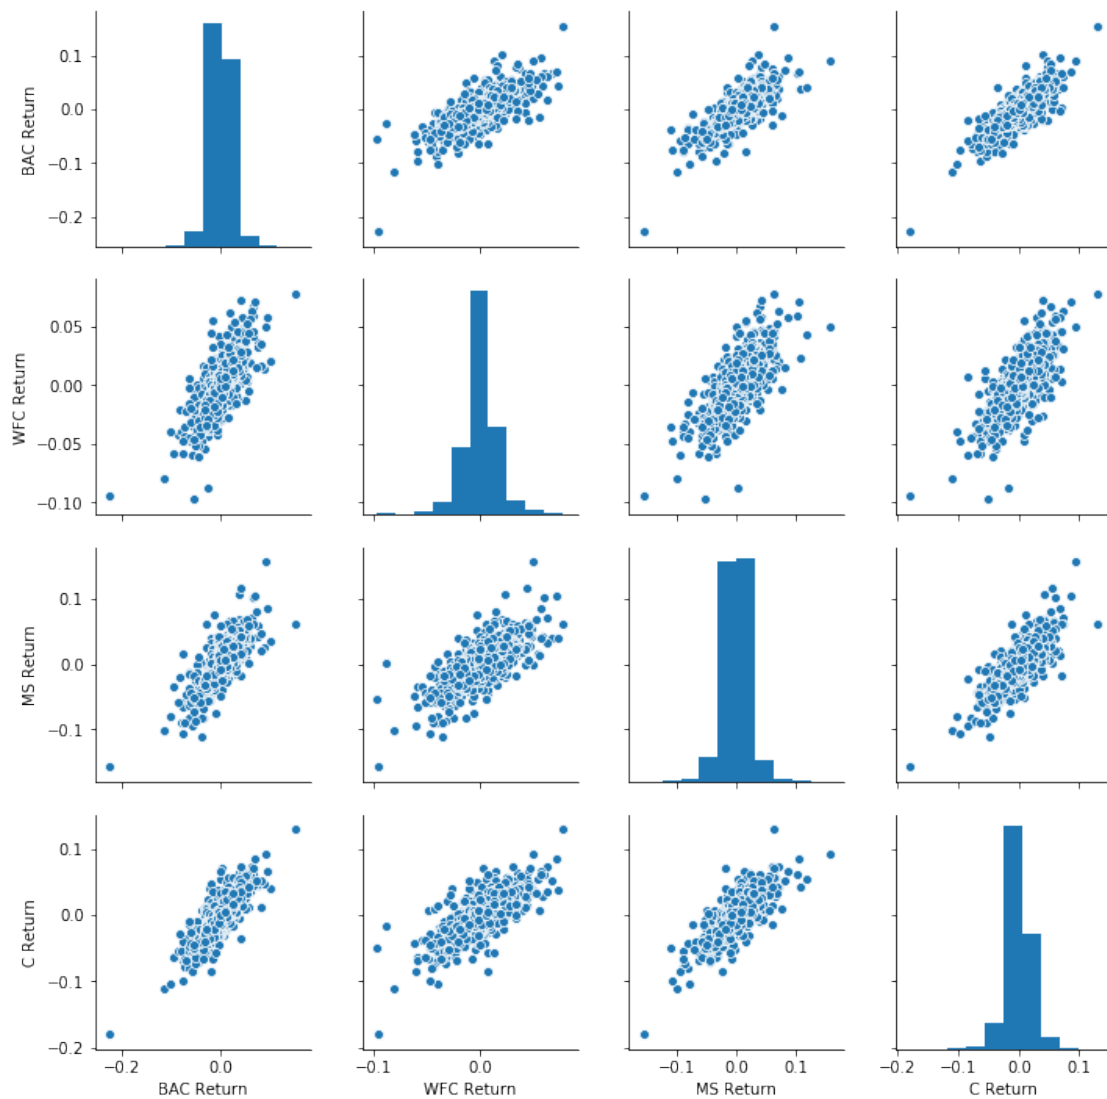 0.1
0.0
−0.1
−0.2
BAC Return
0.05
0.00
−0.05
−0.10
WFC Return
0.1
0.0
−0.1
MS Return
0.1
0.0
−0.1
−0.2
C Return
−0.2 0.0
BAC Return
−0.1 0.0
WFC Return
−0.1 0.0 0.1
MS Return
−0.2 −0.1 0.0 0.1
C Return